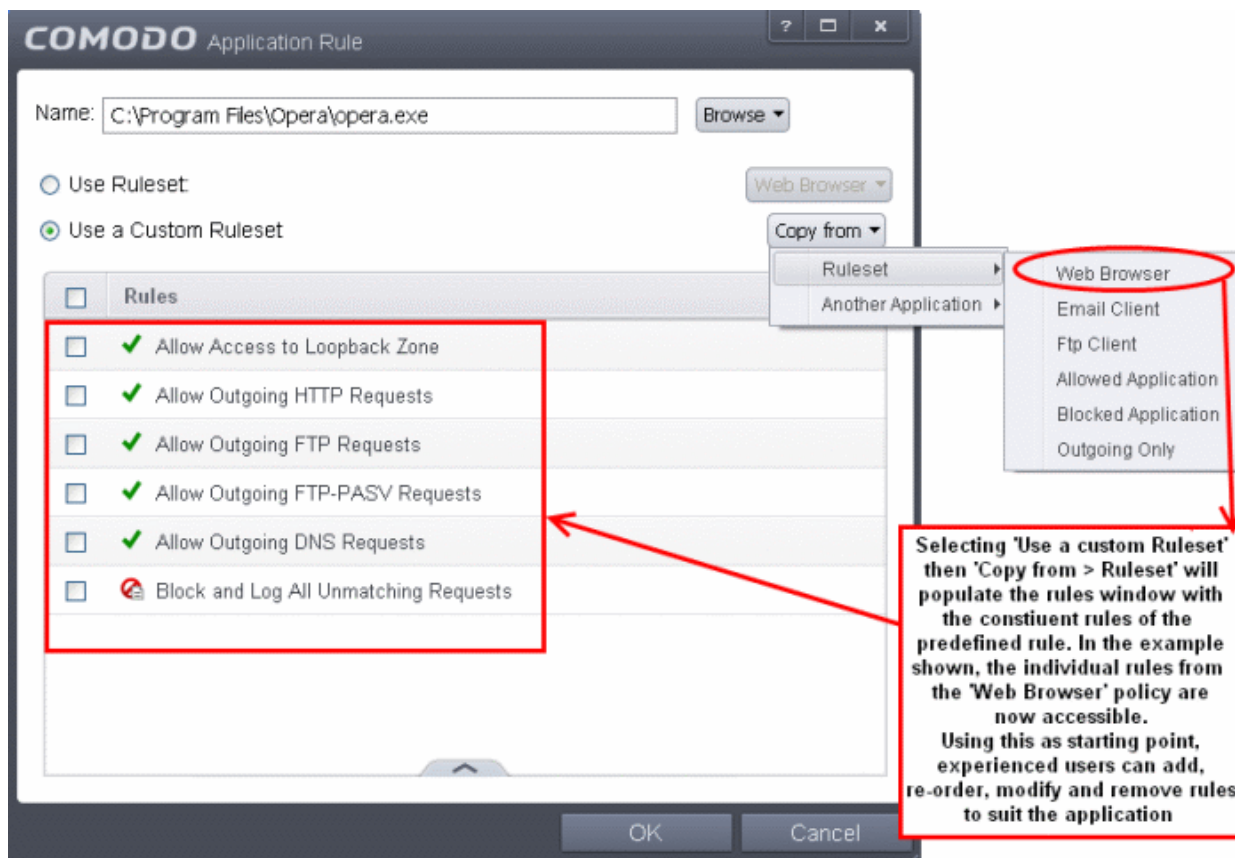 COMODO Application Rule
?
Name: C:\Program Files\Opera\opera.exe
Browse
Use Ruleset:
Web Browser
Use a Custom Ruleset
Copy from
Ruleset
Another Application
Web Browser
Email Client
Ftp Client
Allowed Application
Blocked Application
Outgoing Only
Rules
Allow Access to Loopback Zone
Allow Outgoing HTTP Requests
Allow Outgoing FTP Requests
Allow Outgoing FTP-PASV Requests
Allow Outgoing DNS Requests
Block and Log All Unmatching Requests
Selecting 'Use a custom Ruleset'
then 'Copy from > Ruleset' will
populate the rules window with
the constiuent rules of the
predefined rule. In the example
shown, the individual rules from
the 'Web Browser' policy are
now accessible.
Using this as starting point,
experienced users can add,
re-order, modify and remove rules
to suit the application
OK
Cancel